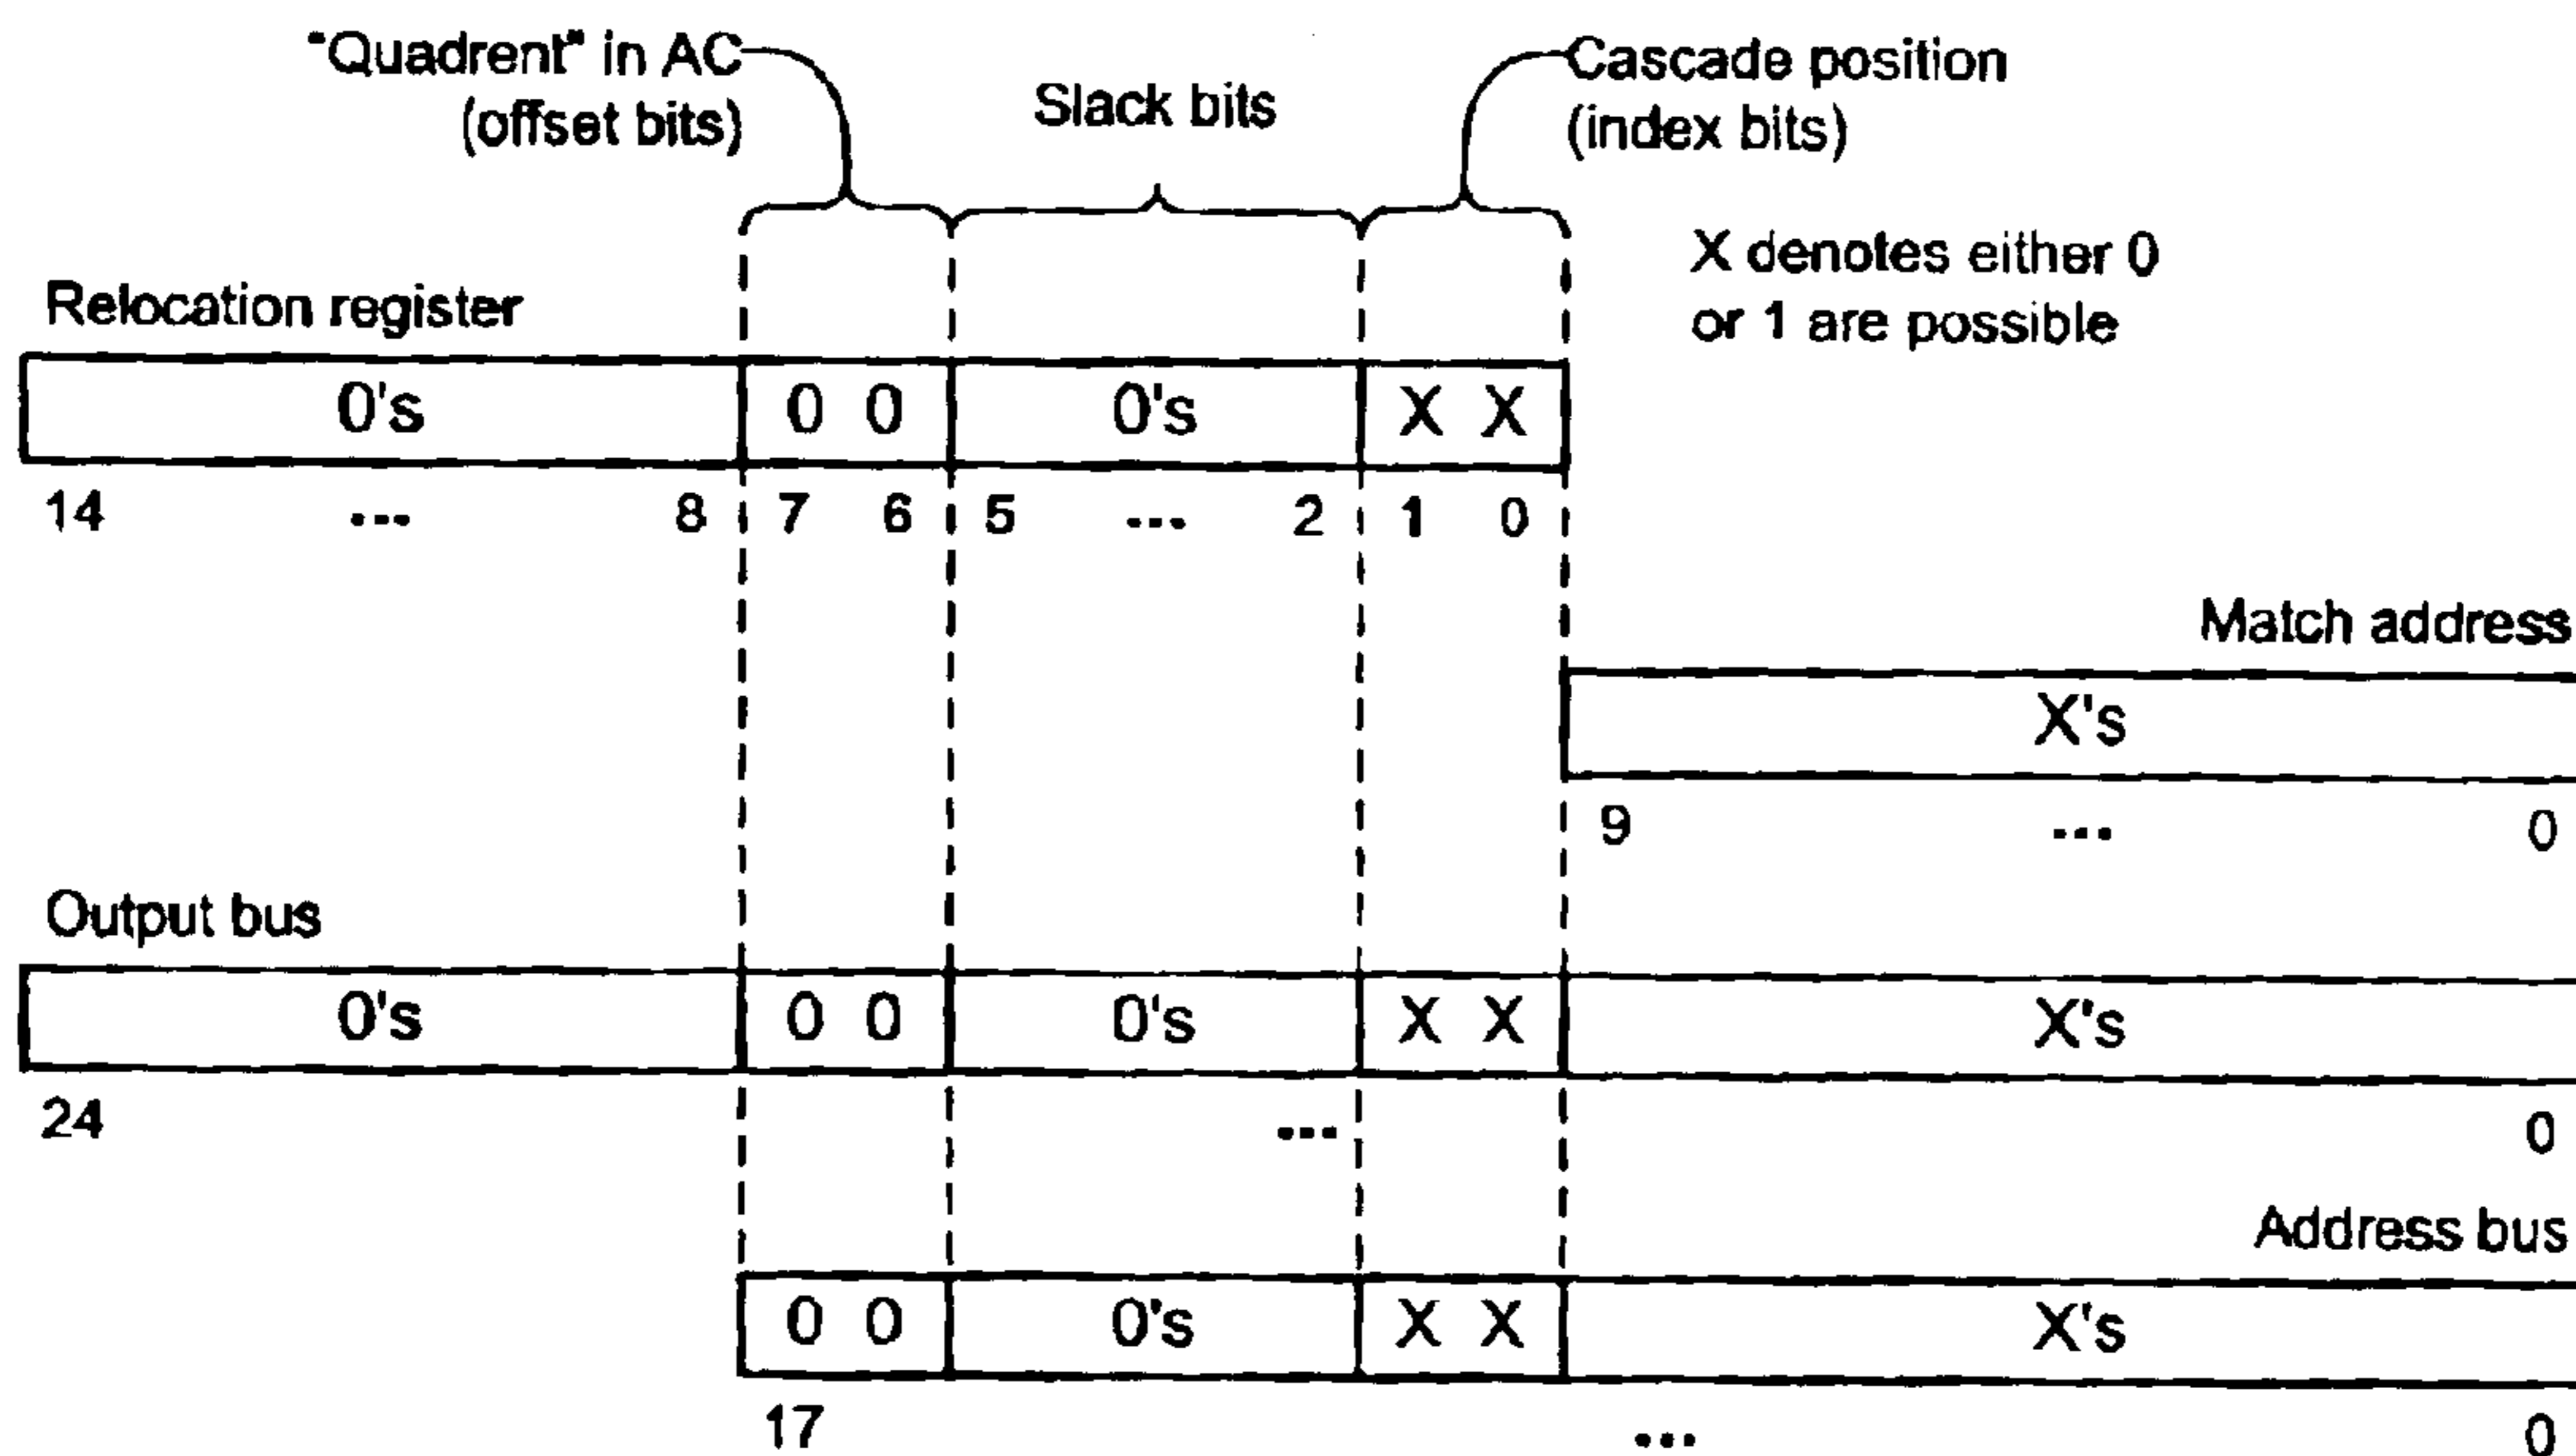 "Quadrent" in AC
(offset bits)
Slack bits
Cascade position
(index bits)
X denotes either 0
or 1 are possible
Relocation register
0's 0 0 0's X X
14 ... 8 7 6 5 ... 2 1 0
Match address
X's
9 ... 0
Output bus
0's 0 0 0's X X X's
24 ... 0
Address bus
0 0 0's X X X's
17 ... 0